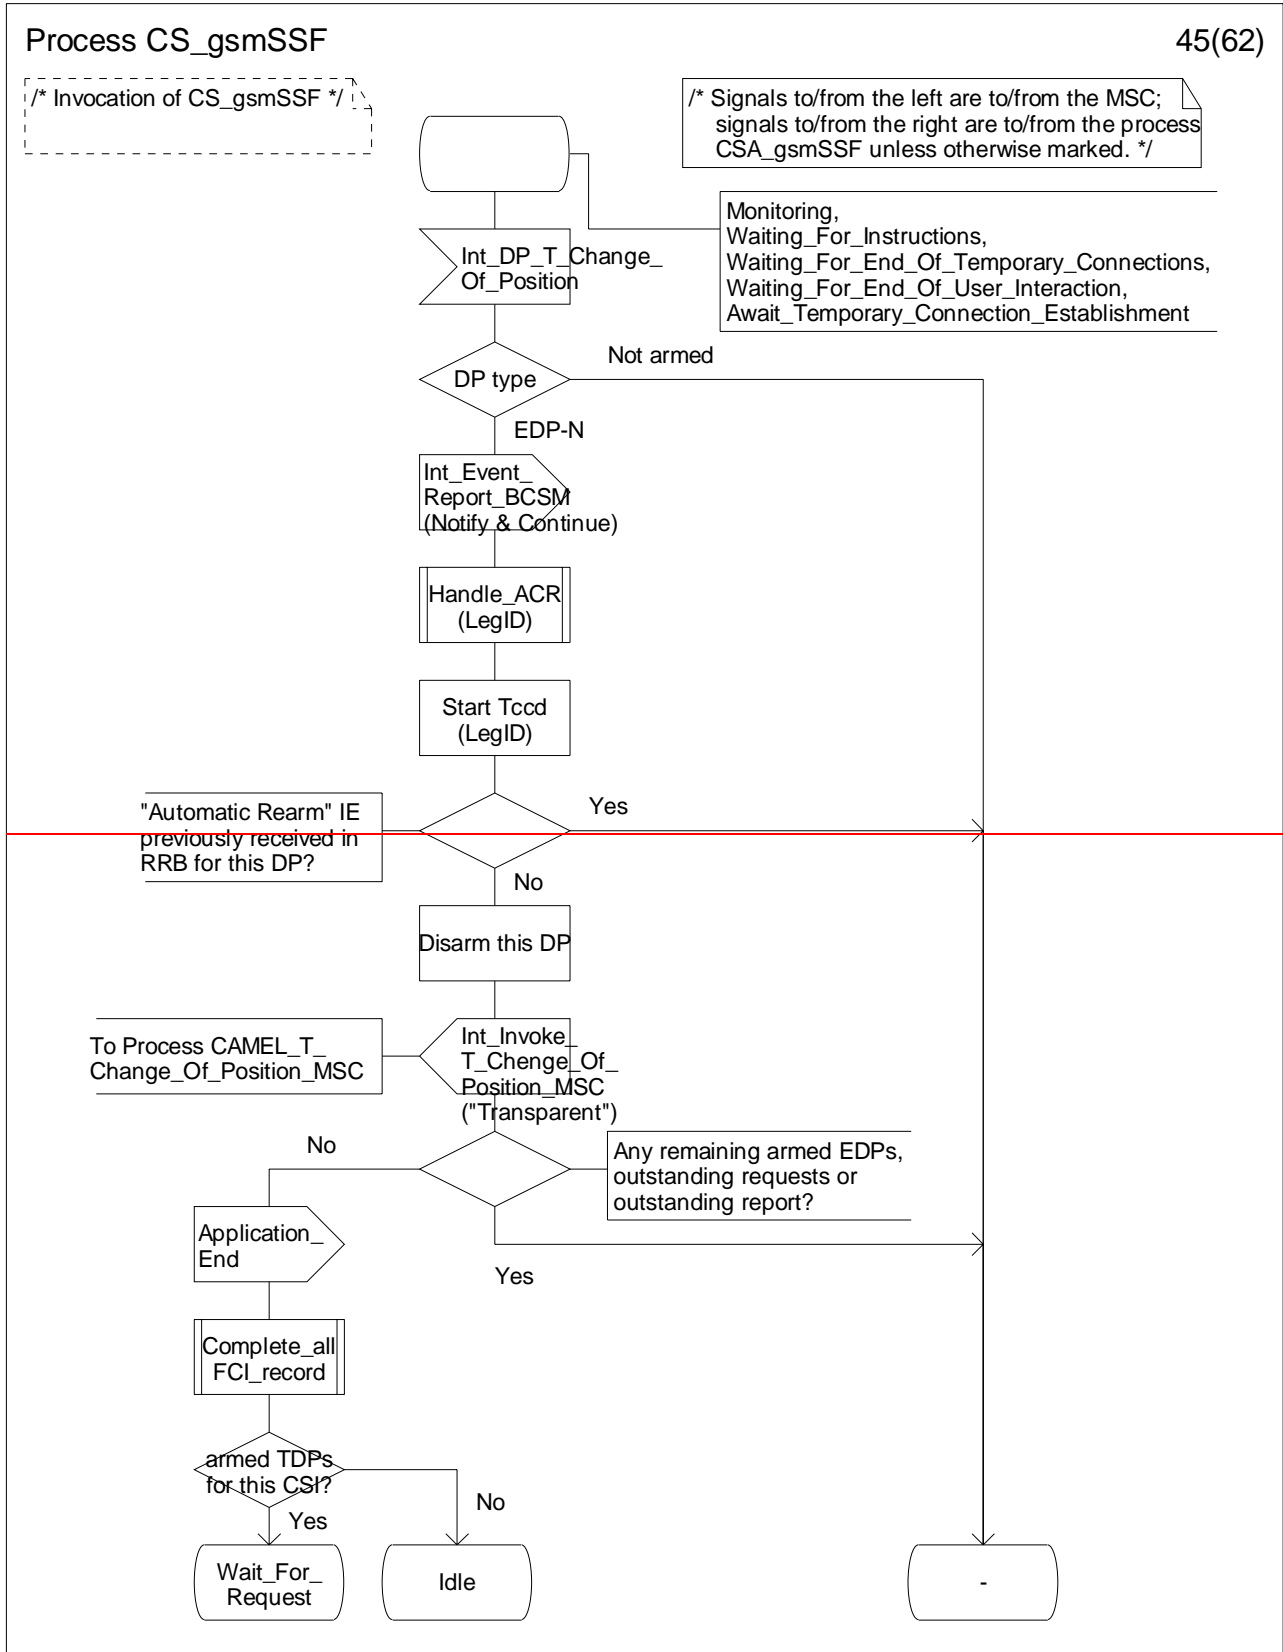 Process CS_gsmSSF
45(62)
/* Invocation of CS_gsmSSF */
/* Signals to/from the left are to/from the MSC;
signals to/from the right are to/from the process
CSA_gsmSSF unless otherwise marked. */
Monitoring,
Waiting_For_Instructions,
Waiting_For_End_Of_Temporary_Connections,
Waiting_For_End_Of_User_Interaction,
Await_Temporary_Connection_Establishment
Int_DP_T_Change_
Of_Position
DP type
Not armed
EDP-N
Int_Event_
Report_BCSM
(Notify & Continue)
Handle_ACR
(LegID)
Start Tccd
(LegID)
"Automatic Rearm" IE
previously received in
RRB for this DP?
Yes
No
Disarm this DP
To Process CAMEL_T_
Change_Of_Position_MSC
Int_Invoke_
T_Chenge_Of_
Position_MSC
("Transparent")
No
Any remaining armed EDPs,
outstanding requests or
outstanding report?
Yes
Application_
End
Complete_all
FCI_record
armed TDPs
for this CSI?
No
Yes
Wait_For_
Request
Idle
-